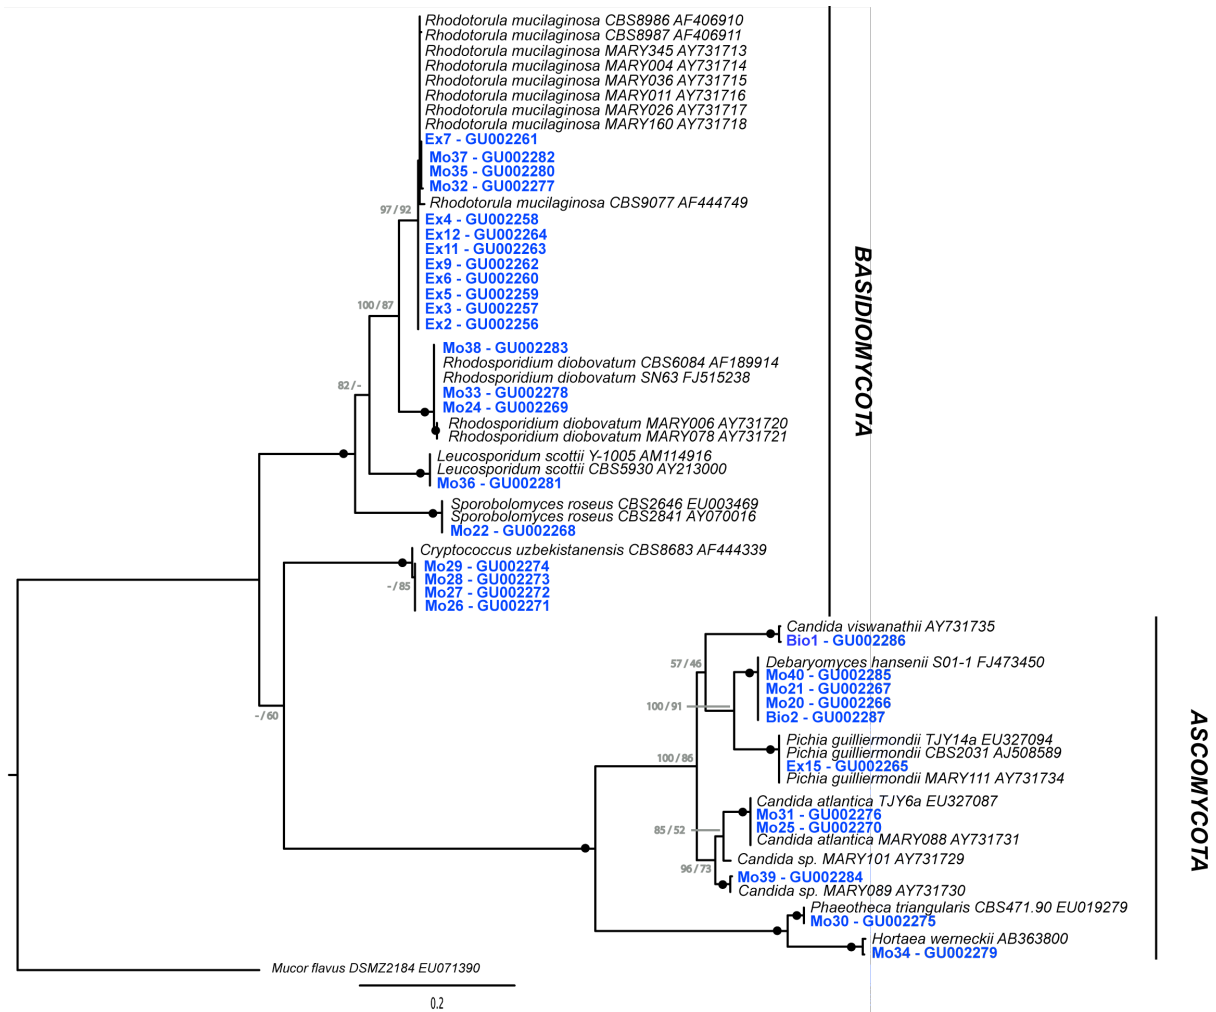 Rhodotorula mucilaginosa CBS8986 AF406910
Rhodotorula mucilaginosa CBS8987 AF406911
Rhodotorula mucilaginosa MARY345 AY731713
Rhodotorula mucilaginosa MARY004 AY731714
Rhodotorula mucilaginosa MARY036 AY731715
Rhodotorula mucilaginosa MARY011 AY731716
Rhodotorula mucilaginosa MARY026 AY731717
Rhodotorula mucilaginosa MARY160 AY731718
Ex7 - GU002261
Mo37 - GU002282
Mo35 - GU002280
Mo32 - GU002277
Rhodotorula mucilaginosa CBS9077 AF444749
97 / 92
Ex4 - GU002258
Ex12 - GU002264
Ex11 - GU002263
Ex9 - GU002262
Ex6 - GU002260
Ex5 - GU002259
100 / 87
Ex3 - GU002257
Ex2 - GU002256
BASIDIOMYCOTA
Mo38 - GU002283
Rhodosporidium diobovatum CBS6084 AF189914
Rhodosporidium diobovatum SN63 FJ515238
82 / -
Mo33 - GU002278
Mo24 - GU002269
Rhodosporidium diobovatum MARY006 AY731720
Rhodosporidium diobovatum MARY078 AY731721
Leucosporidum scottii Y-1005 AM114916
Leucosporidum scottii CBS5930 AY213000
Mo36 - GU002281
Sporobolomyces roseus CBS2646 EU003469
Sporobolomyces roseus CBS2841 AY070016
Mo22 - GU002268
Cryptococcus uzbekistanensis CBS8683 AF444339
Mo29 - GU002274
Mo28 - GU002273
- / 85
Mo27 - GU002272
Mo26 - GU002271
Candida viswanathii AY731735
Bio1 - GU002286
57 / 46
Debaryomyces hansenii S01-1 FJ473450
Mo40 - GU002285
Mo21 - GU002267
Mo20 - GU002266
100 / 91
Bio2 - GU002287
- / 60
Pichia guilliermondii TJY14a EU327094
Pichia guilliermondii CBS2031 AJ508589
100 / 86
Ex15 - GU002265
Pichia guilliermondii MARY111 AY731734
ASCOMYCOTA
Candida atlantica TJY6a EU327087
Mo31 - GU002276
Mo25 - GU002270
85 / 52
Candida atlantica MARY088 AY731731
Candida sp. MARY101 AY731729
96 / 73
Mo39 - GU002284
Candida sp. MARY089 AY731730
Phaeotheca triangularis CBS471.90 EU019279
Mo30 - GU002275
Hortaea werneckii AB363800
Mo34 - GU002279
Mucor flavus DSMZ2184 EU071390
0.2